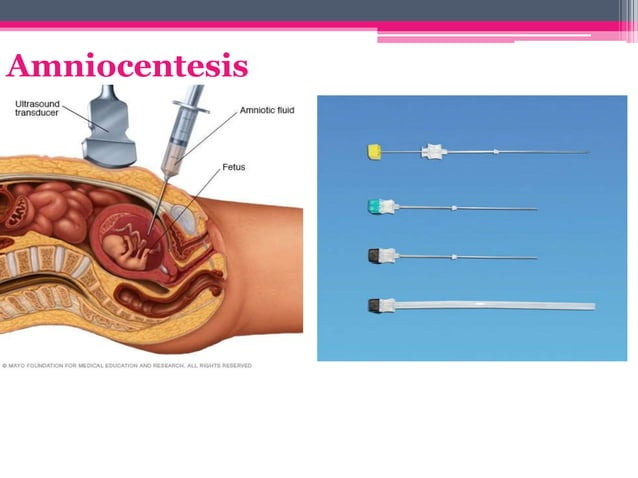 Amniocentesis
Ultrasound
transducer
Amniotic fluid
Fetus
© MAYO FOUNDATION FOR MEDICAL EDUCATION AND RESEARCH. ALL RIGHTS RESERVED